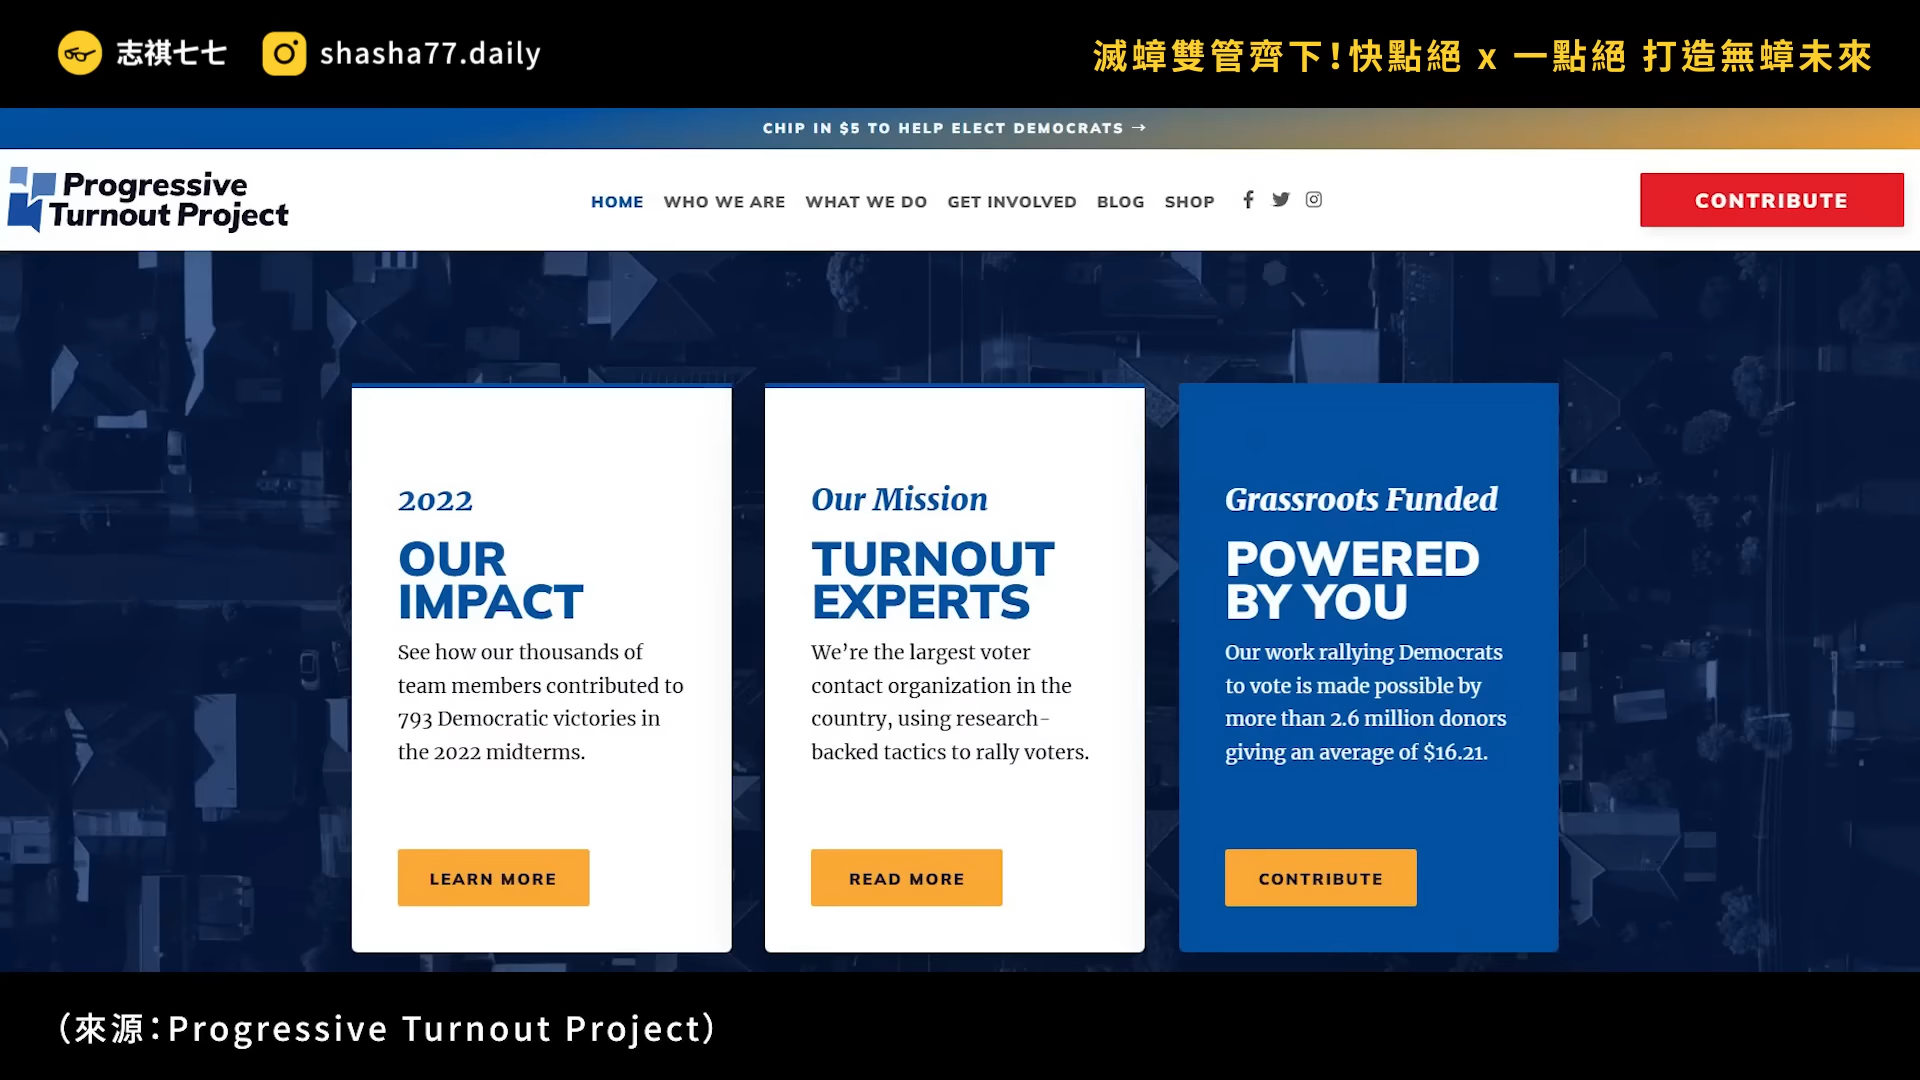 志祺七七 shasha77.daily
滅蟑雙管齊下!快點絕 x 一點絕 打造無蟑未來
CHIP IN $5 TO HELP ELECT DEMOCRATS →
Progressive
Turnout Project
HOME WHO WE ARE WHAT WE DO GET INVOLVED BLOG SHOP
CONTRIBUTE
2022
OUR
IMPACT
See how our thousands of
team members contributed to
793 Democratic victories in
the 2022 midterms.
LEARN MORE
Our Mission
TURNOUT
EXPERTS
We’re the largest voter
contact organization in the
country, using research-
backed tactics to rally voters.
READ MORE
Grassroots Funded
POWERED
BY YOU
Our work rallying Democrats
to vote is made possible by
more than 2.6 million donors
giving an average of $16.21.
CONTRIBUTE
(來源:Progressive Turnout Project)